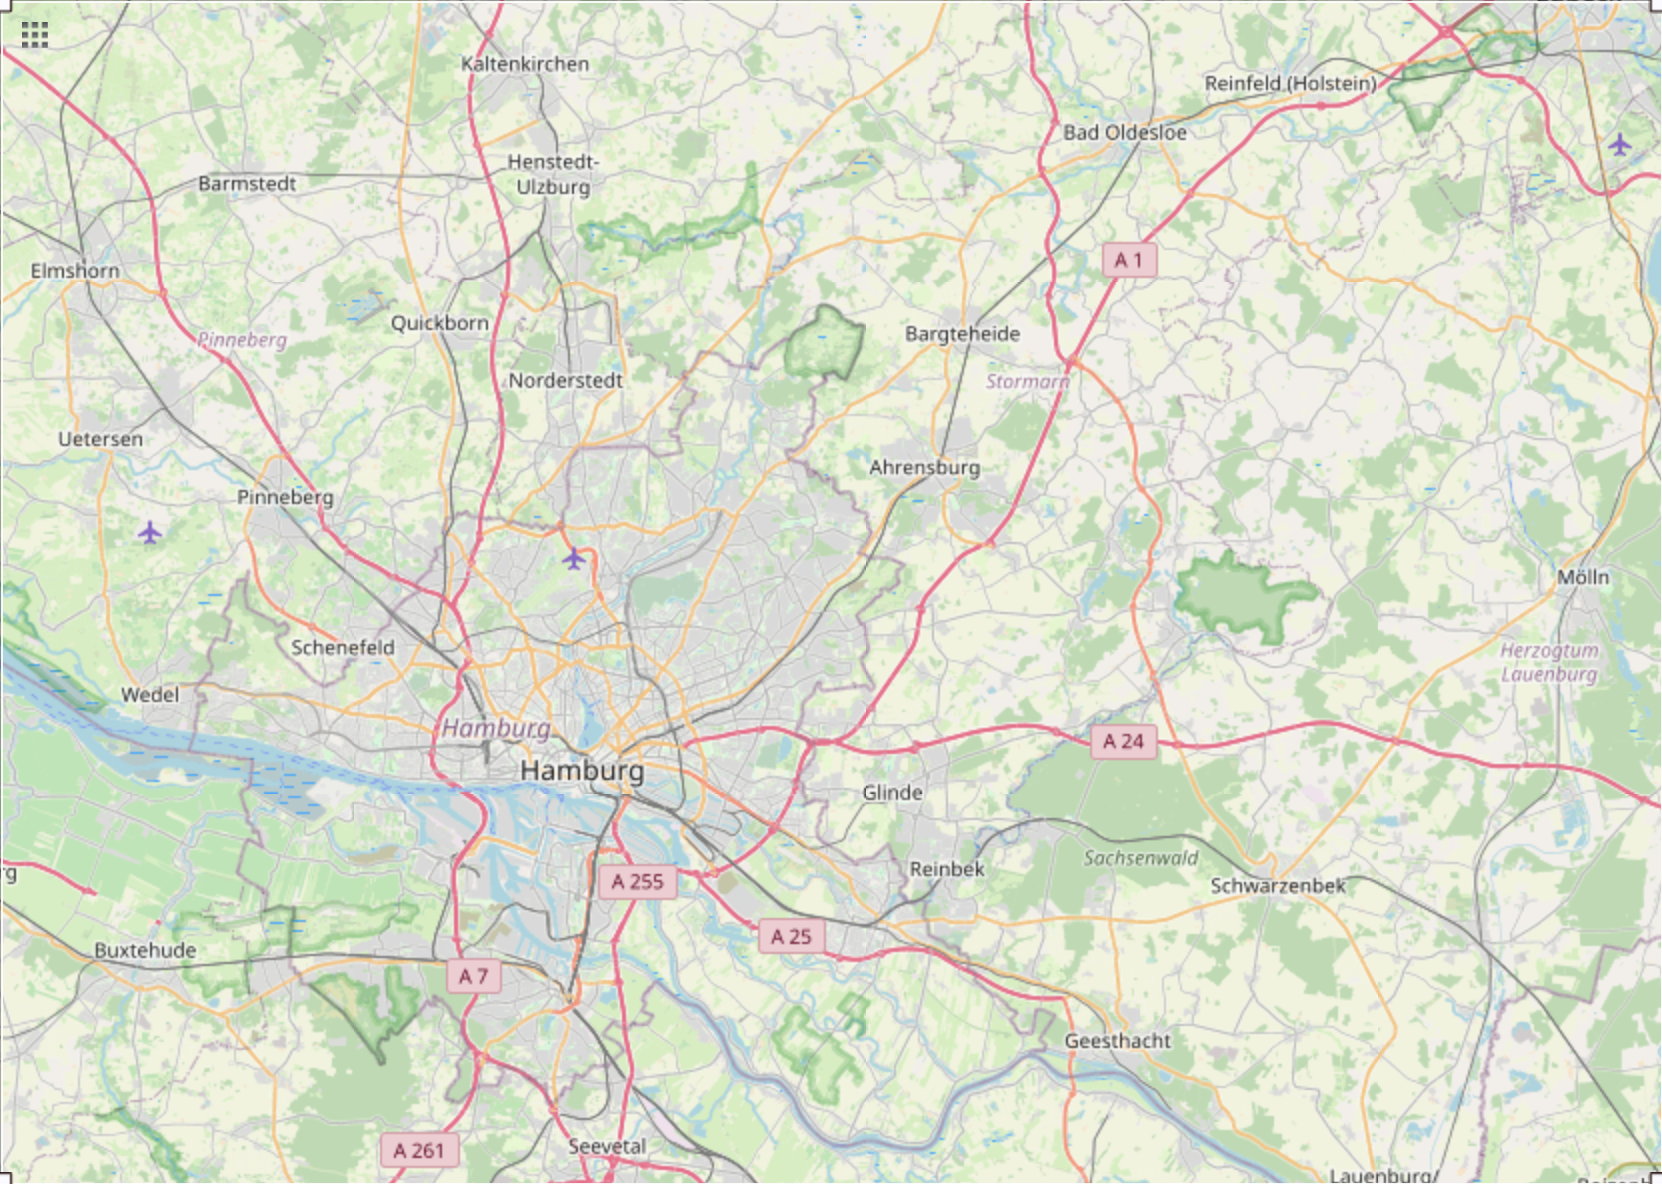 Kaltenkirchen
Reinfeld (Holstein)
Bad Oldesloe
Henstedt-
Ulzburg
Barmstedt
A 1
Elmshorn
Quickborn
Pinneberg
Bargteheide
Norderstedt
Stormarn
Uetersen
Ahrensburg
Pinneberg
Mölln
Schenefeld
Herzogtum
Lauenburg
Wedel
Hamburg
A 24
Hamburg
Glinde
Sachsenwald
Reinbek
A 255
Schwarzenbek
g
A 25
Buxtehude
A 7
Geesthacht
Seevetal
A 261
Lauenburg/